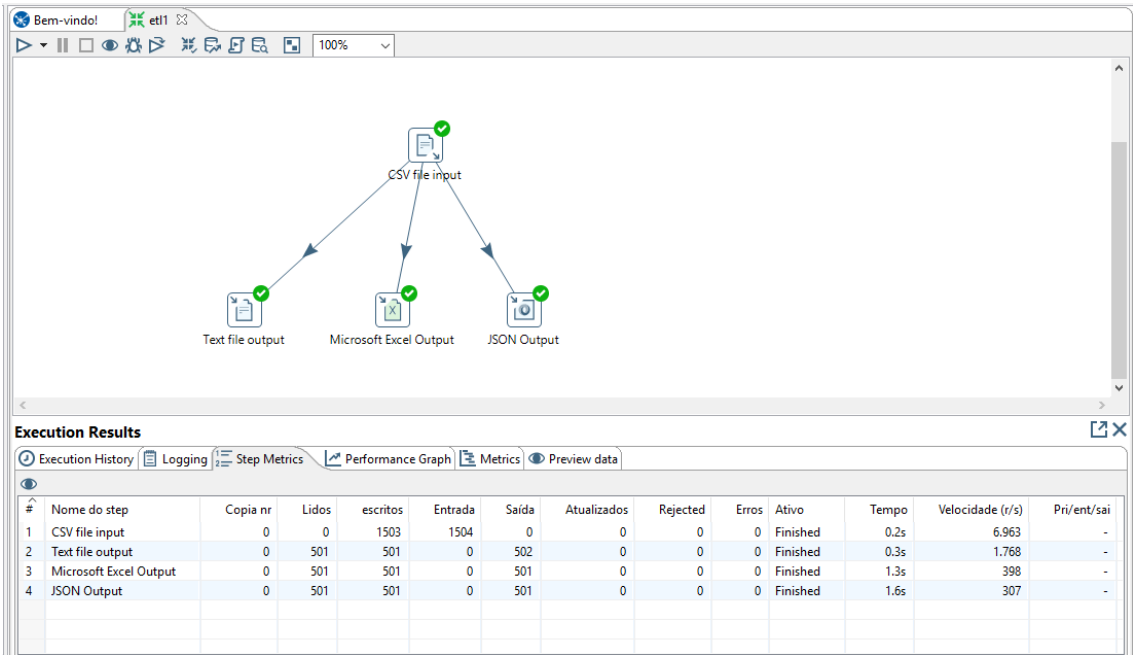 Bem-vindo! etl1
100%
CSV file input
Text file output Microsoft Excel Output JSON Output
Execution Results
Execution History Logging Step Metrics Performance Graph Metrics Preview data
# Nome do step Copia nr Lidos escritos Entrada Saída Atualizados Rejected Erros Ativo Tempo Velocidade (r/s) Pri/ent/sai
1 CSV file input 0 0 1503 1504 0 0 0 0 Finished 0.2s 6.963 -
2 Text file output 0 501 501 0 502 0 0 0 Finished 0.3s 1.768 -
3 Microsoft Excel Output 0 501 501 0 501 0 0 0 Finished 1.3s 398 -
4 JSON Output 0 501 501 0 501 0 0 0 Finished 1.6s 307 -